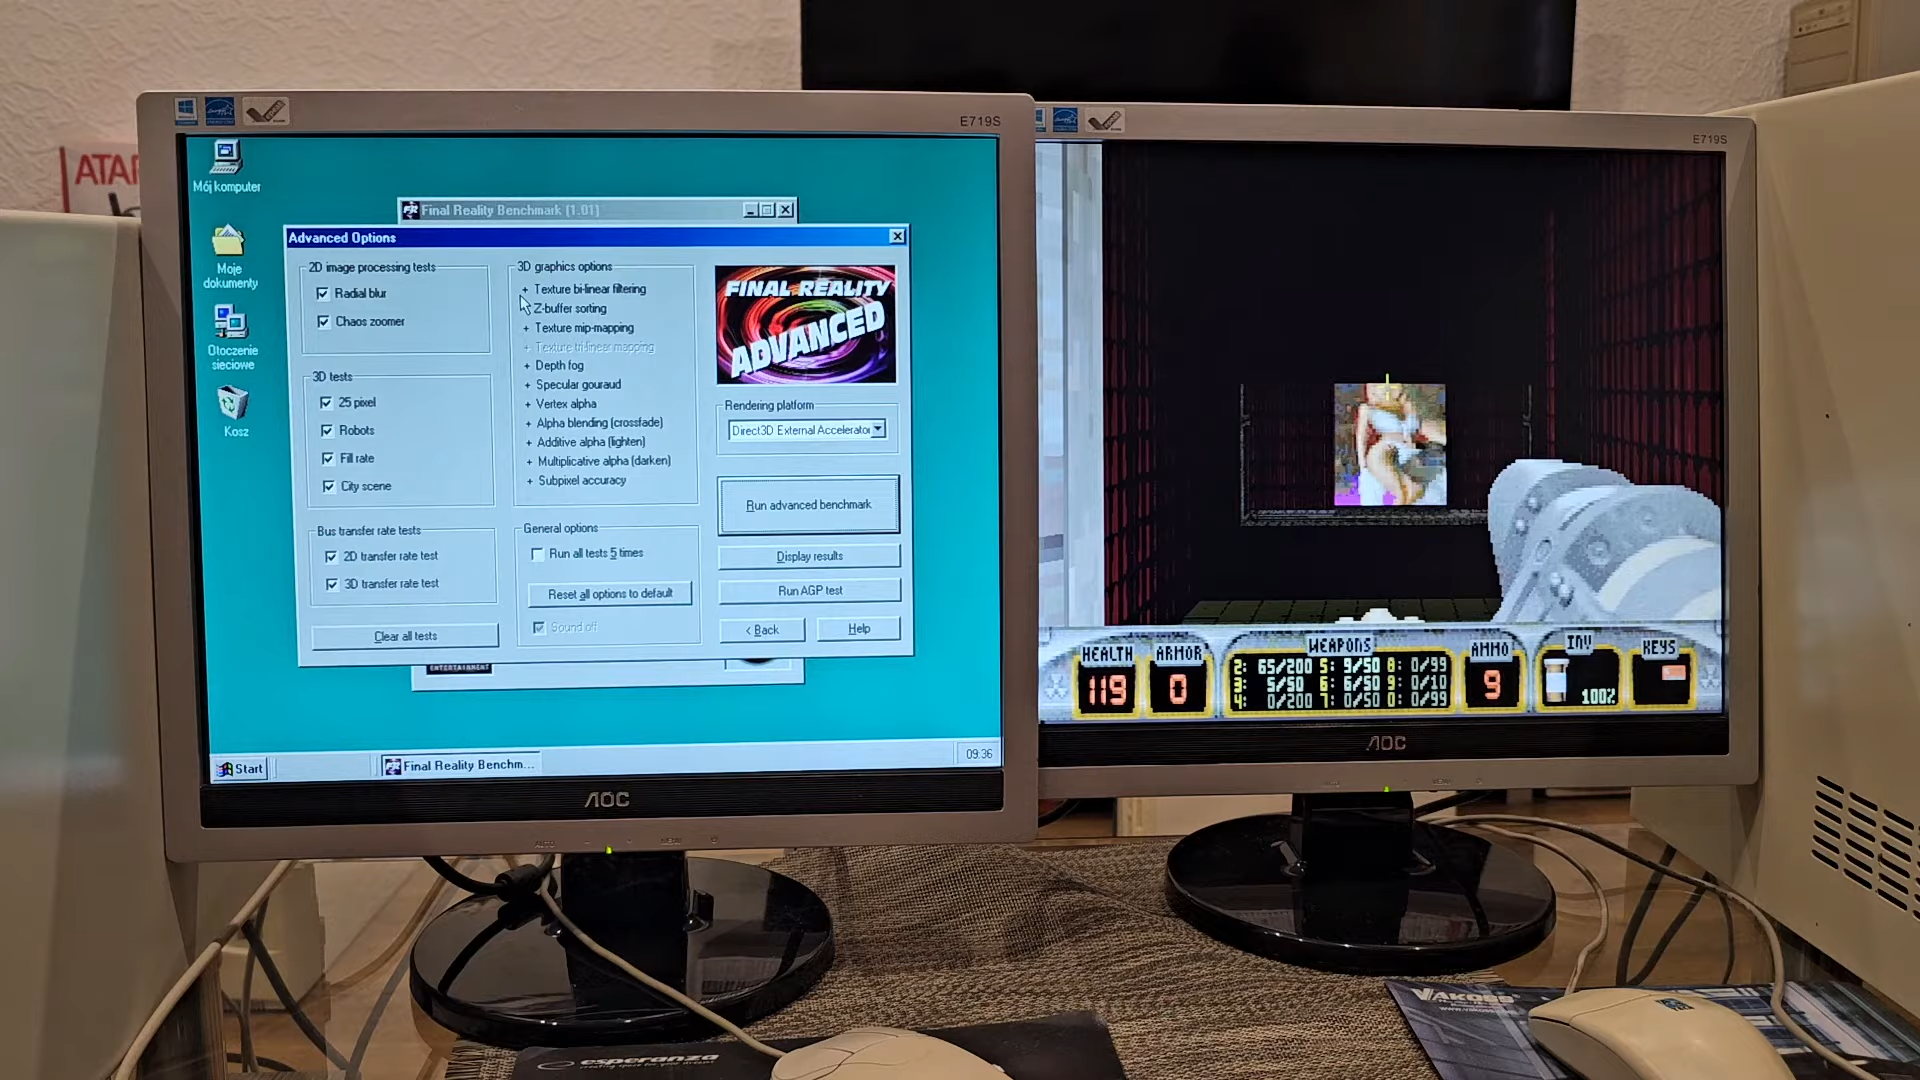 ATAR
E719S
Mój komputer
Moje
dokumenty
Otoczenie
sieciowe
Kosz
Final Reality Benchmark [1.01]
Advanced Options
2D image processing tests
Radial blur
Chaos zoomer
3D tests
25 pixel
Robots
Fill rate
City scene
Bus transfer rate tests
2D transfer rate test
3D transfer rate test
Clear all tests
3D graphics options
+ Texture bi-linear filtering
Z-buffer sorting
+ Texture mip-mapping
+ Texture tri-linear mapping
+ Depth fog
+ Specular gouraud
+ Vertex alpha
+ Alpha blending (crossfade)
+ Additive alpha (lighten)
+ Multiplicative alpha (darken)
+ Subpixel accuracy
General options
Run all tests 5 times
Reset all options to default
Sound off
FINAL REALITY
ADVANCED
Rendering platform
Direct3D External Accelerator
Run advanced benchmark
Display results
Run AGP test
< Back
Help
ENTERTAINMENT
Start
Final Reality Benchm...
09:36
AOC
AUTO
MENU
E719S
HEALTH
119
ARMOR
0
WEAPONS
2: 65/200 5: 9/50 8: 0/99
3: 5/50 6: 6/50 9: 0/10
4: 0/200 7: 0/50 0: 0/99
AMMO
9
INV
100%
KEYS
AOC
esperanza
VAKOSS